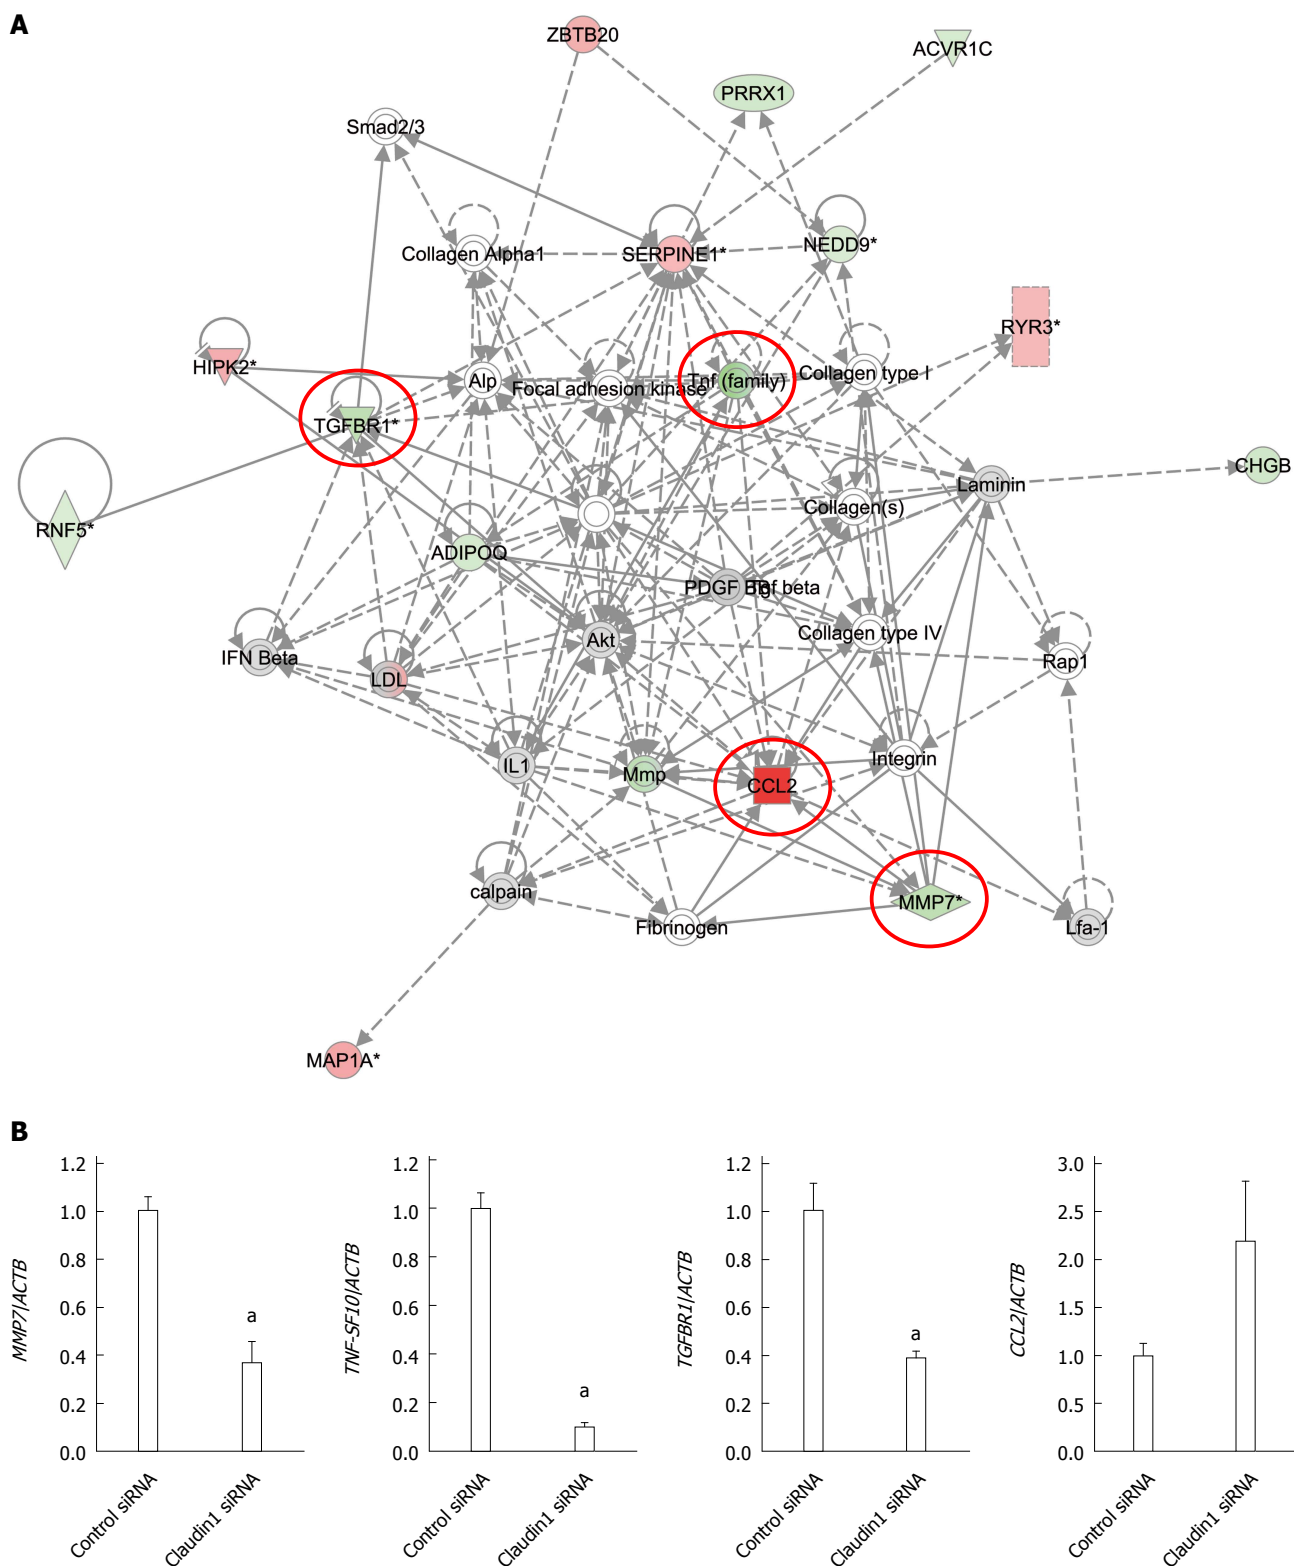 A
ZBTB20
ACVR1C
PRRX1
Smad2/3
Collagen Alpha1
SERPINE1*
NEDD9*
RYR3*
HIPK2*
Alp
Focal adhesion kinase
Tnf (family)
Collagen type I
TGFBR1*
CHGB
Laminin
Collagen(s)
RNF5*
ADIPOQ
PDGF BB
Tgf beta
Akt
Collagen type IV
IFN Beta
LDL
Rap1
IL1
Mmp
CCL2
Integrin
calpain
MMP7*
Fibrinogen
Lfa-1
MAP1A*
B
MMP7/ACTB
1.2
1.0
0.8
0.6
0.4
0.2
0.0
a
Control siRNA
Claudin1 siRNA
TNF-SF10/ACTB
1.2
1.0
0.8
0.6
0.4
0.2
0.0
a
Control siRNA
Claudin1 siRNA
TGFBR1/ACTB
1.2
1.0
0.8
0.6
0.4
0.2
0.0
a
Control siRNA
Claudin1 siRNA
CCL2/ACTB
3.0
2.5
2.0
1.5
1.0
0.5
0.0
Control siRNA
Claudin1 siRNA